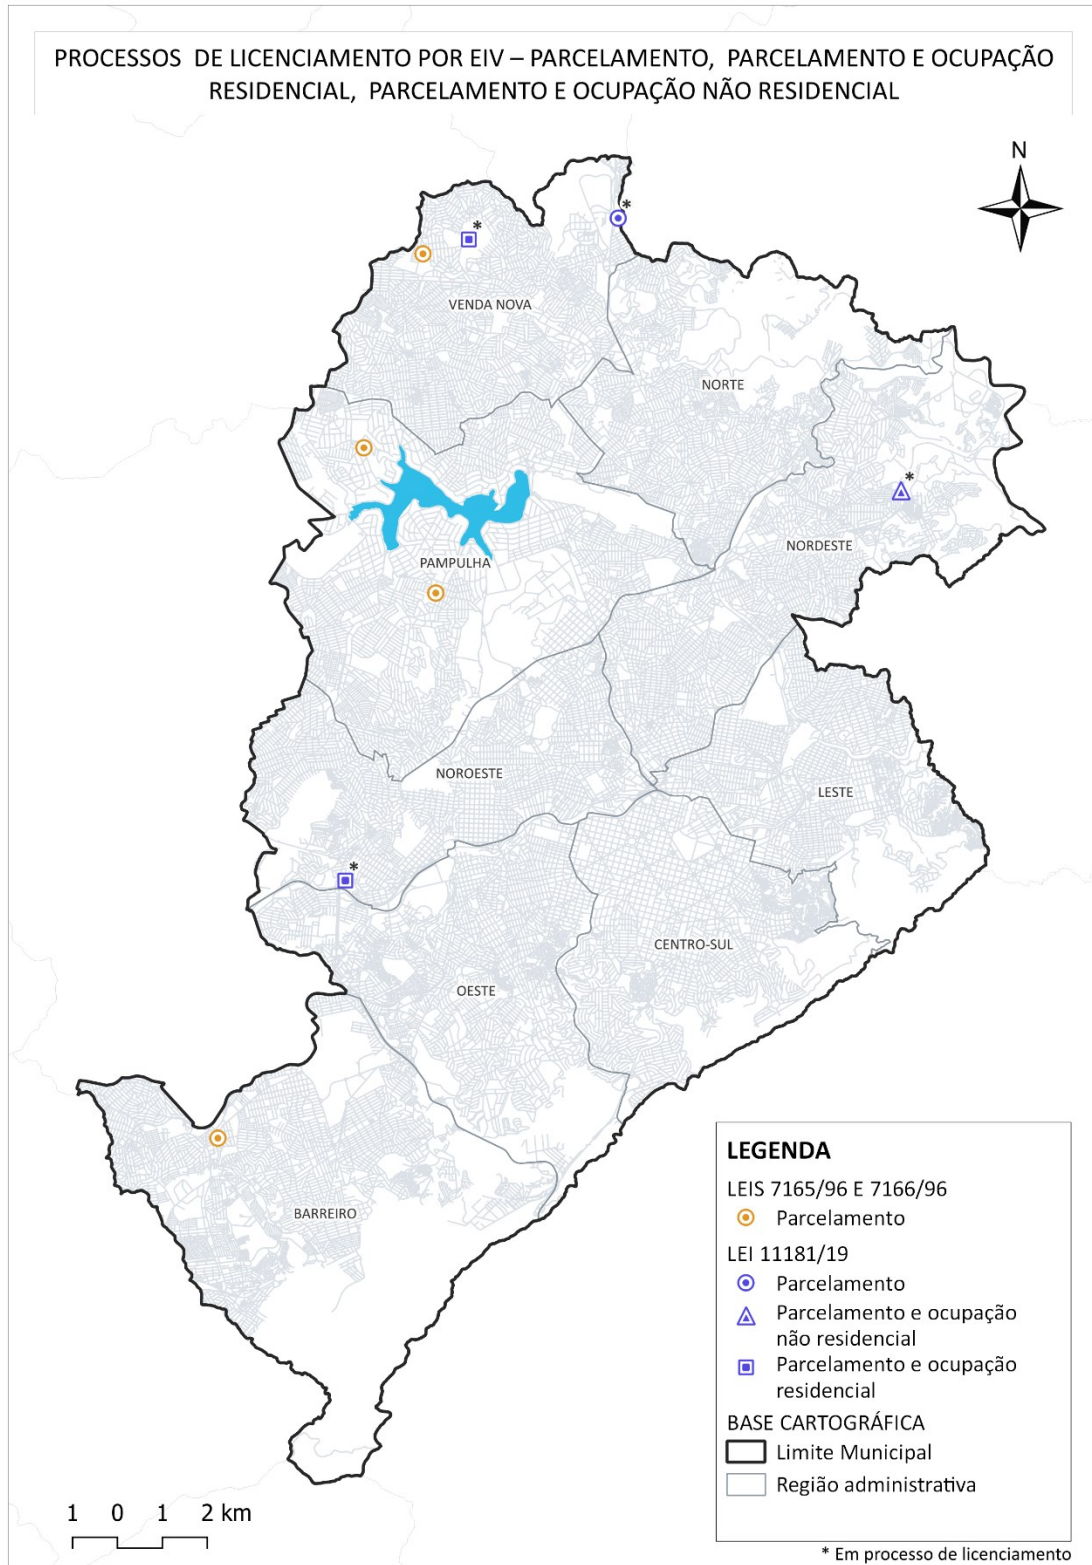 PROCESSOS DE LICENCIAMENTO POR EIV – PARCELAMENTO, PARCELAMENTO E OCUPAÇÃO
RESIDENCIAL, PARCELAMENTO E OCUPAÇÃO NÃO RESIDENCIAL
N
*
*
VENDA NOVA
NORTE
*
NORDESTE
PAMPULHA
NOROESTE
LESTE
*
CENTRO-SUL
OESTE
BARREIRO
LEGENDA
LEIS 7165/96 E 7166/96
Parcelamento
LEI 11181/19
Parcelamento
Parcelamento e ocupação
não residencial
Parcelamento e ocupação
residencial
BASE CARTOGRÁFICA
Limite Municipal
Região administrativa
1 0 1 2 km
* Em processo de licenciamento